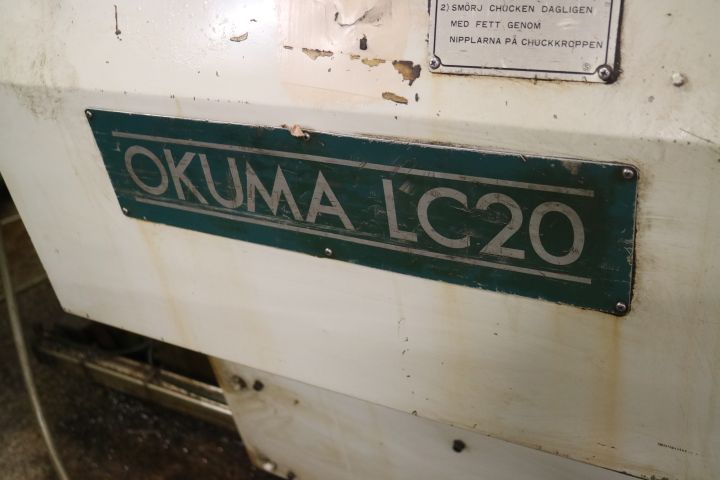 2) SMÖRJ CHUCKEN DAGLIGEN
MED FETT GENOM
NIPPLARNA PÅ CHUCKKROPPEN
OKUMA LC20